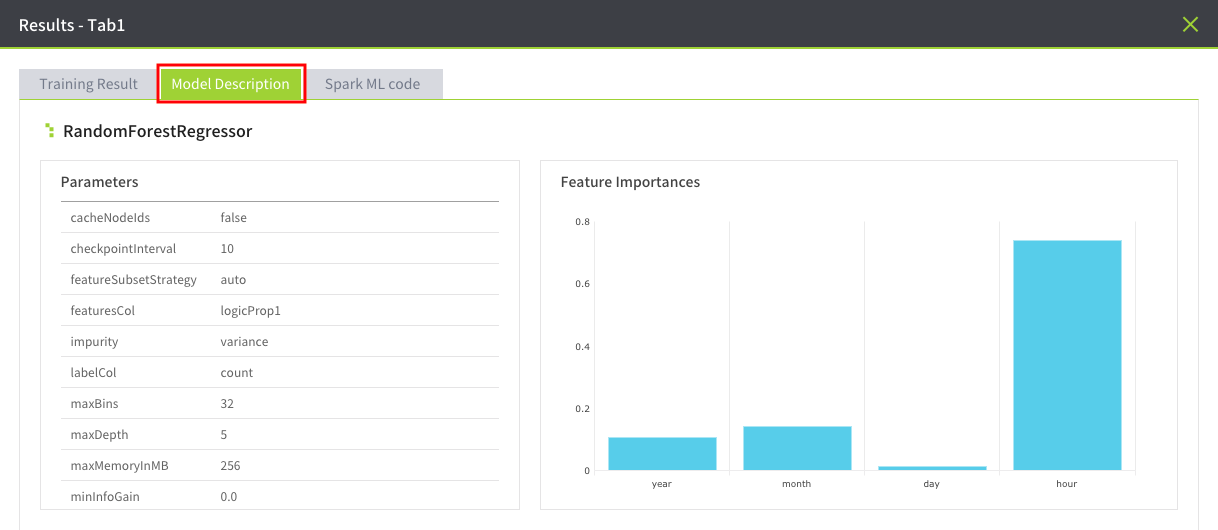 Results - Tab1
Training Result Model Description Spark ML code
RandomForestRegressor
Parameters
cacheNodeIds false
checkpointInterval 10
featureSubsetStrategy auto
featuresCol logicProp1
impurity variance
labelCol count
maxBins 32
maxDepth 5
maxMemoryInMB 256
minInfoGain 0.0
Feature Importances
0.8
0.6
0.4
0.2
0
year month day hour